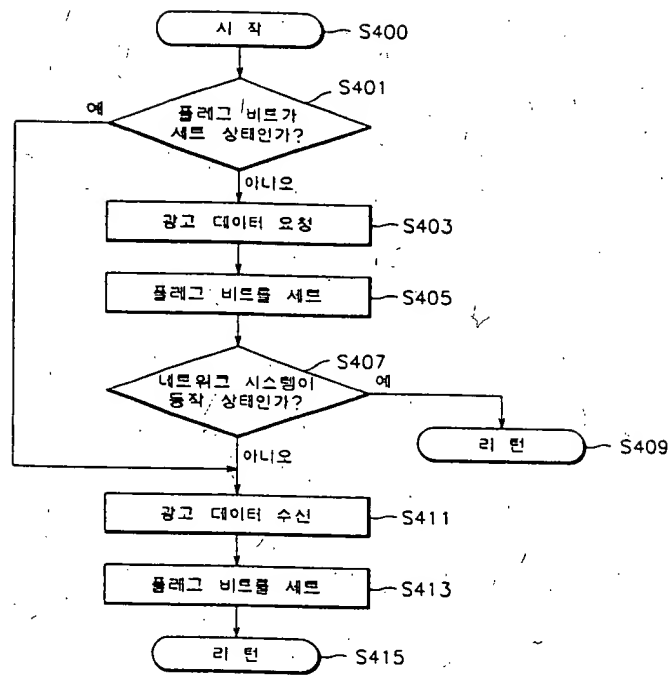 시 작
S400
S401
예
플레그 비트가
세트 상태인가?
아니오
광고 데이터 요청
S403
플레그 비트를 세트
S405
S407
네트워크 시스템이
동작 상태인가?
예
리 턴
S409
아니오
광고 데이터 수신
S411
플레그 비트를 세트
S413
리 턴
S415